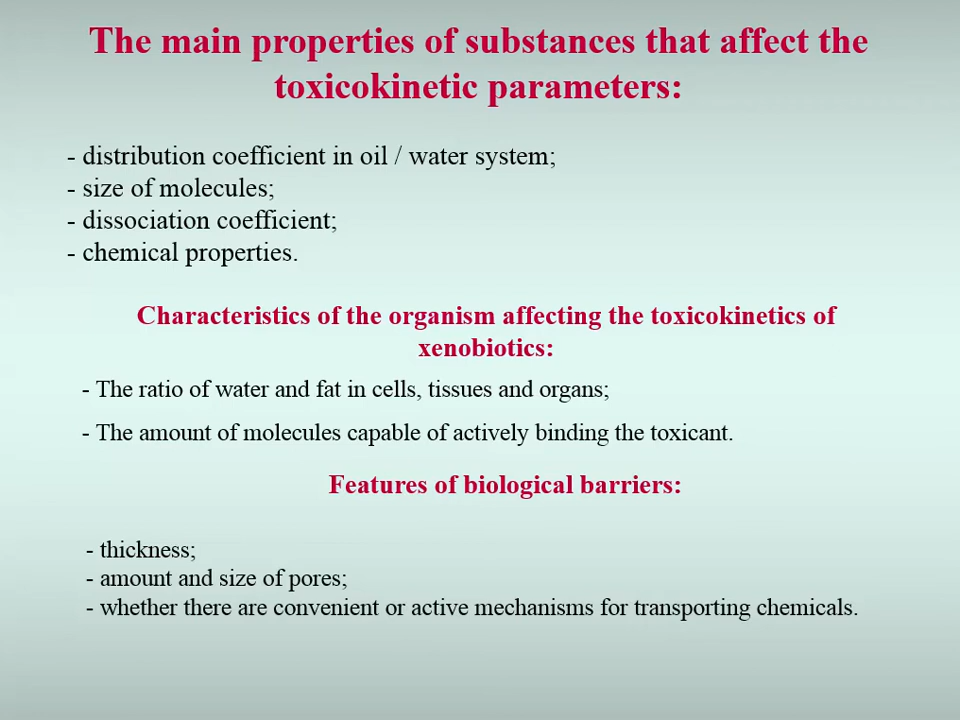 The main properties of substances that affect the
toxicokinetic parameters:
- distribution coefficient in oil / water system;
- size of molecules;
- dissociation coefficient;
- chemical properties.
Characteristics of the organism affecting the toxicokinetics of
xenobiotics:
- The ratio of water and fat in cells, tissues and organs;
- The amount of molecules capable of actively binding the toxicant.
Features of biological barriers:
- thickness;
- amount and size of pores;
- whether there are convenient or active mechanisms for transporting chemicals.